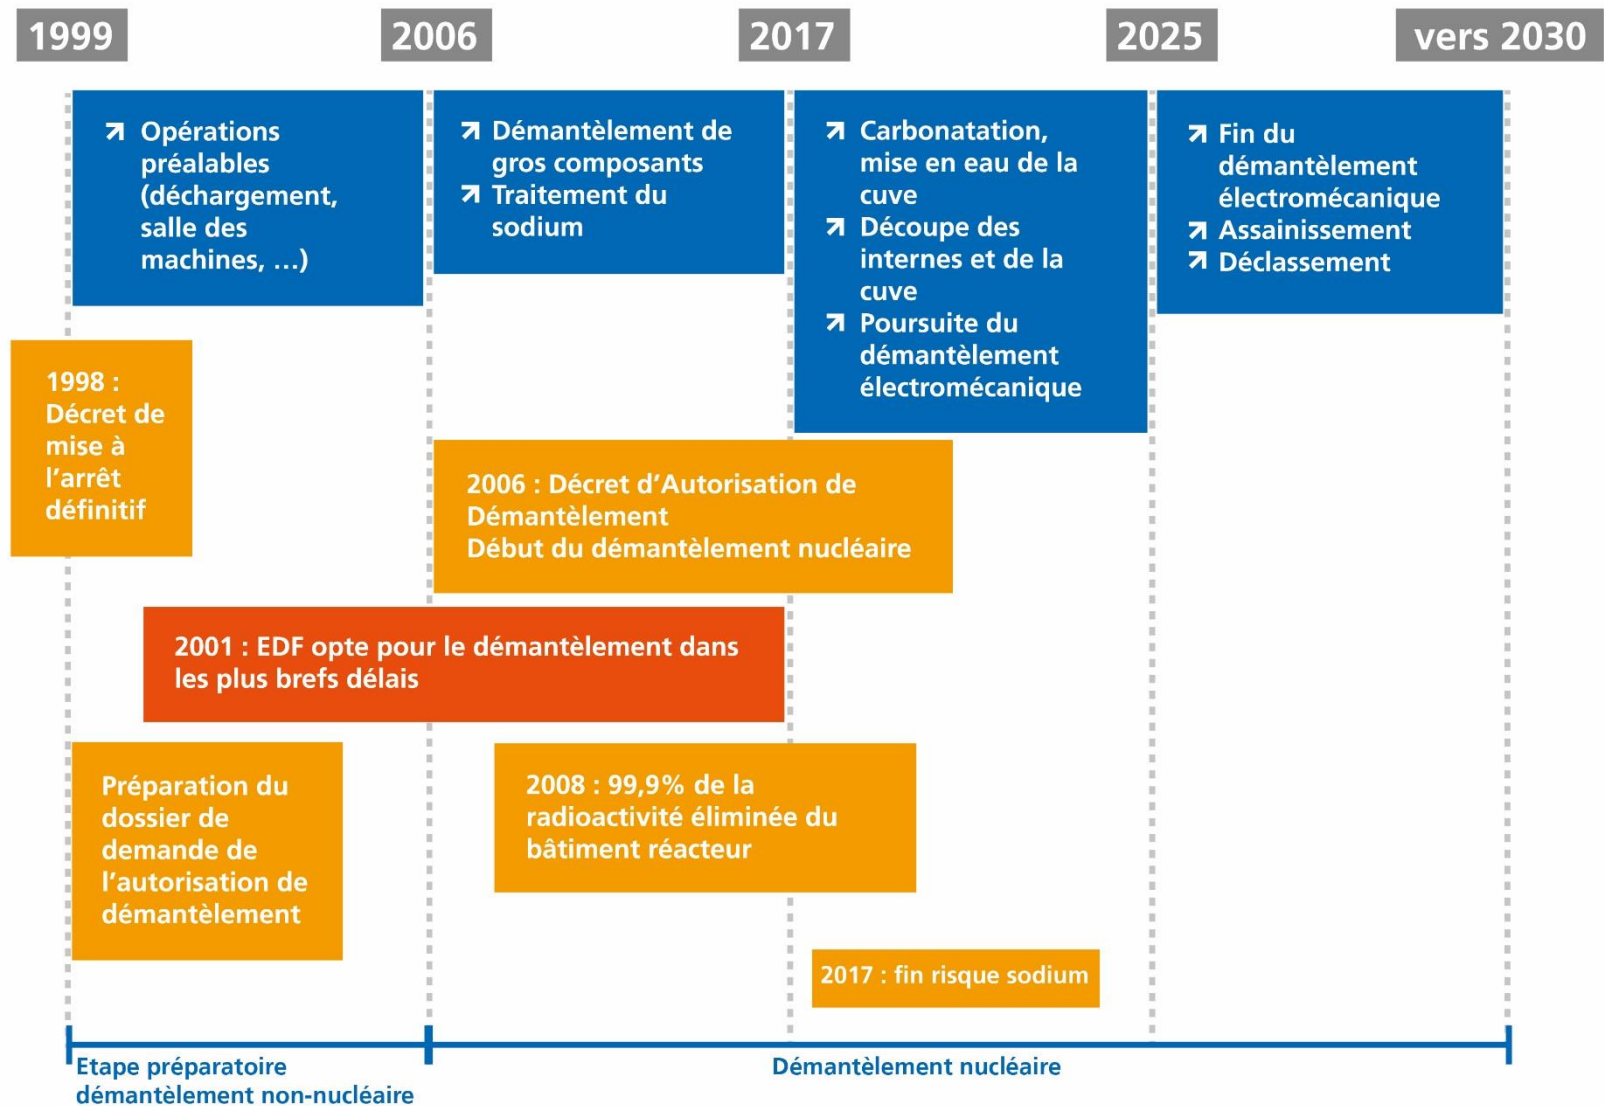 1999
2006
2017
2025
vers 2030
Opérations
préalables
(déchargement,
salle des
machines, …)
Démantèlement de
gros composants
Traitement du
sodium
Carbonatation,
mise en eau de la
cuve
Découpe des
internes et de la
cuve
Poursuite du
démantèlement
électromécanique
Fin du
démantèlement
électromécanique
Assainissement
Déclassement
1998 :
Décret de
mise à
l’arrêt
définitif
2006 : Décret d’Autorisation de
Démantèlement
Début du démantèlement nucléaire
2001 : EDF opte pour le démantèlement dans
les plus brefs délais
Préparation du
dossier de
demande de
l’autorisation de
démantèlement
2008 : 99,9% de la
radioactivité éliminée du
bâtiment réacteur
2017 : fin risque sodium
Etape préparatoire
démantèlement non-nucléaire
Démantèlement nucléaire